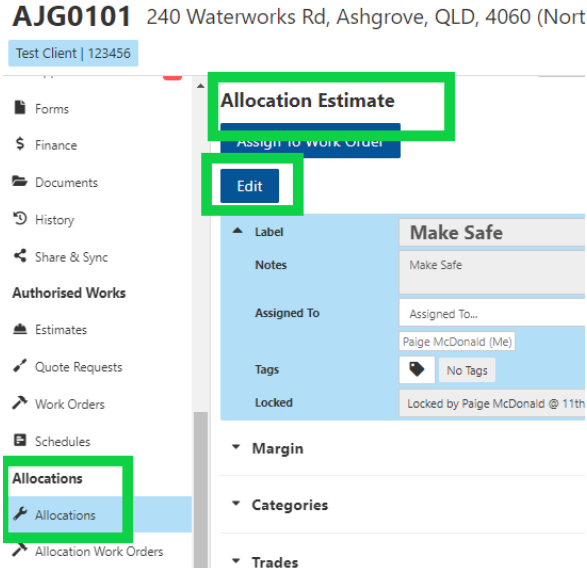 AJG0101 240 Waterworks Rd, Ashgrove, QLD, 4060 (Nort
Test Client | 123456
Forms
Finance
Documents
History
Share & Sync
Authorised Works
Estimates
Quote Requests
Work Orders
Schedules
Allocations
Allocations
Allocation Work Orders
Allocation Estimate
Assign To Work Order
Edit
Label Make Safe
Notes Make Safe
Assigned To Assigned To...
Paige McDonald (Me)
Tags No Tags
Locked Locked by Paige McDonald @ 11th
Margin
Categories
Trades